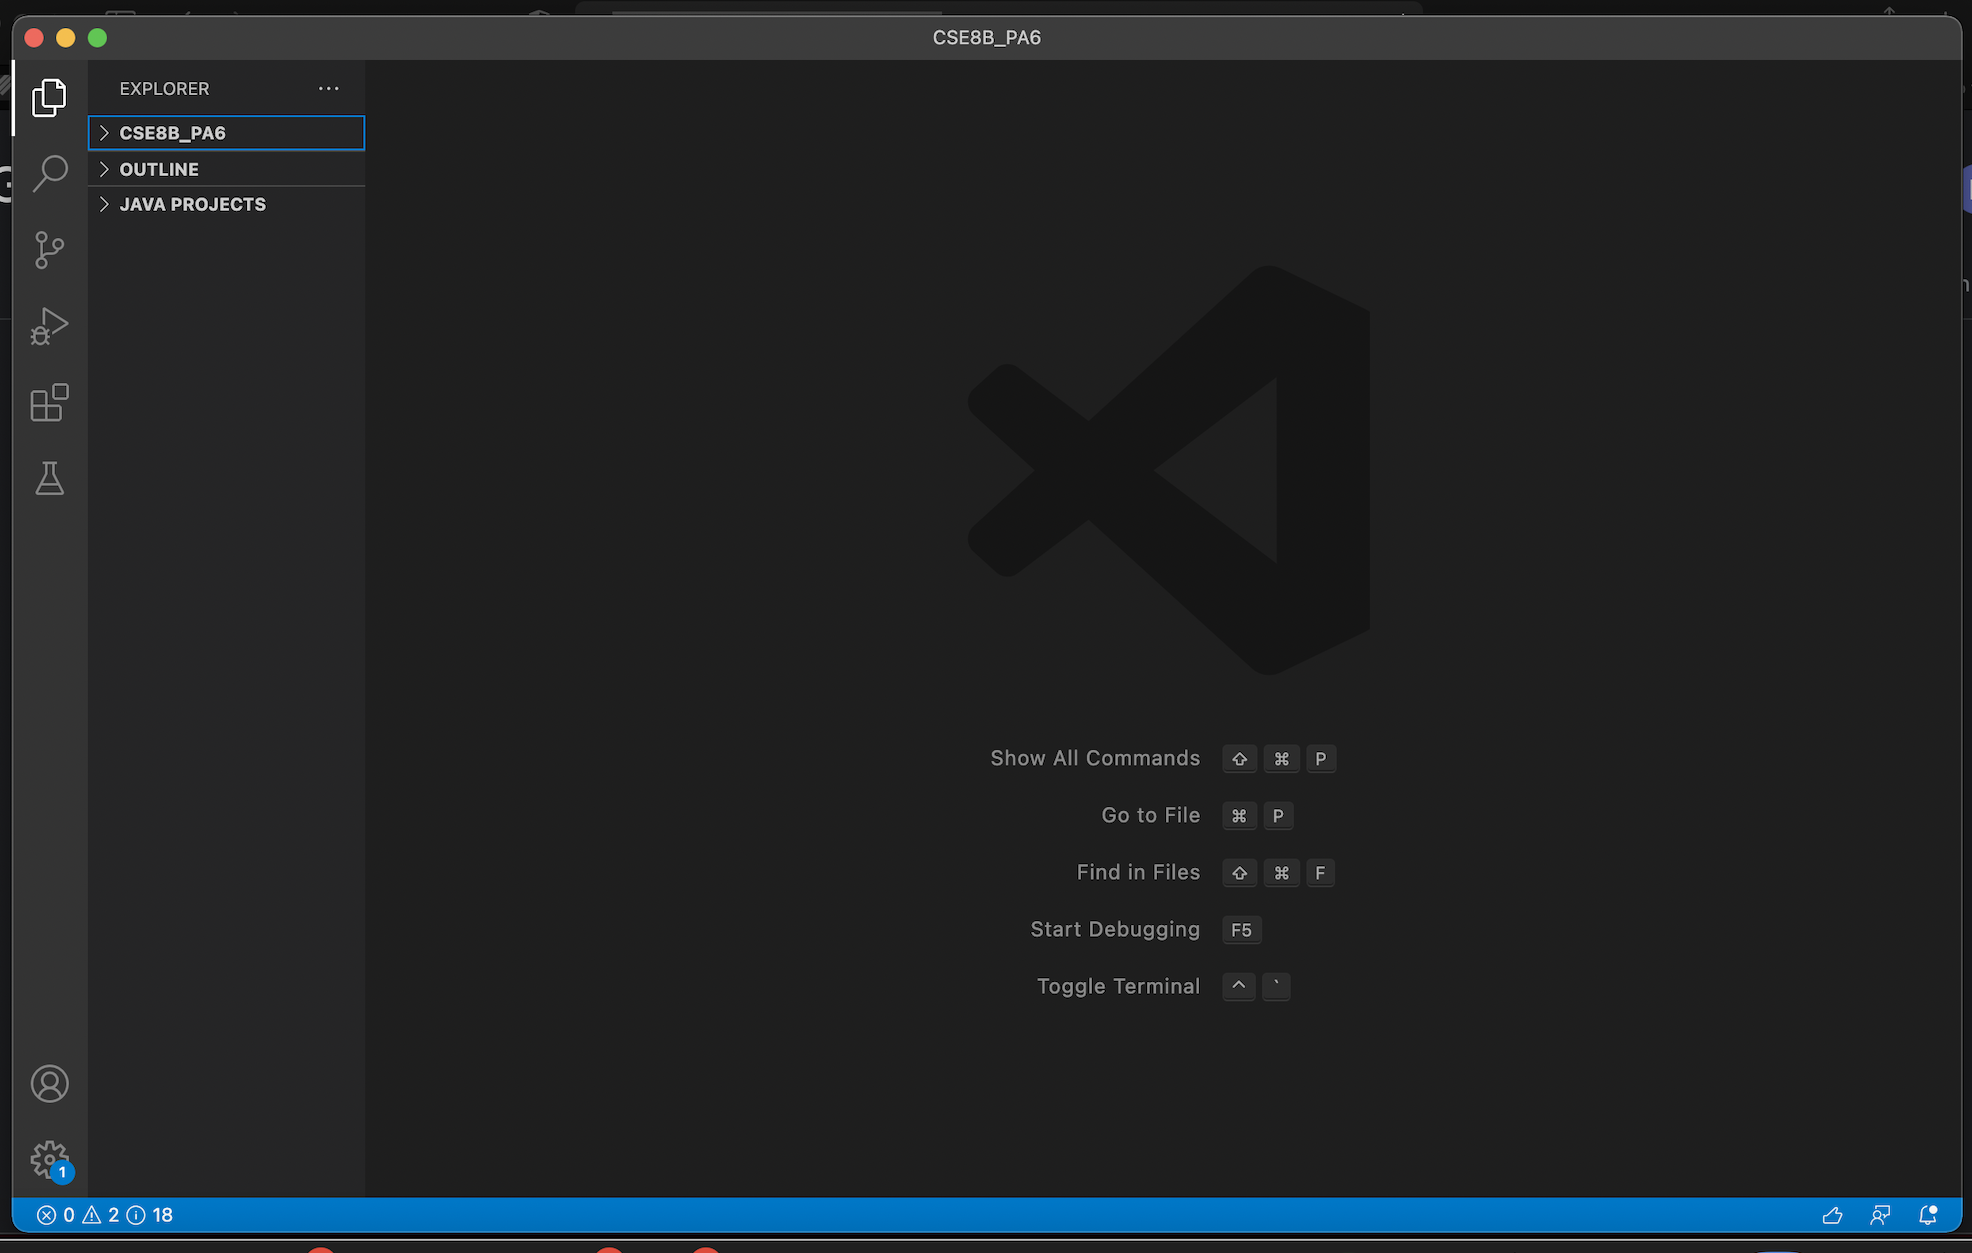 CSE8B_PA6
EXPLORER
CSE8B_PA6
OUTLINE
JAVA PROJECTS
Show All Commands ⇧ ⌘ P
Go to File ⌘ P
Find in Files ⇧ ⌘ F
Start Debugging F5
Toggle Terminal ^ `
1
0 2 18